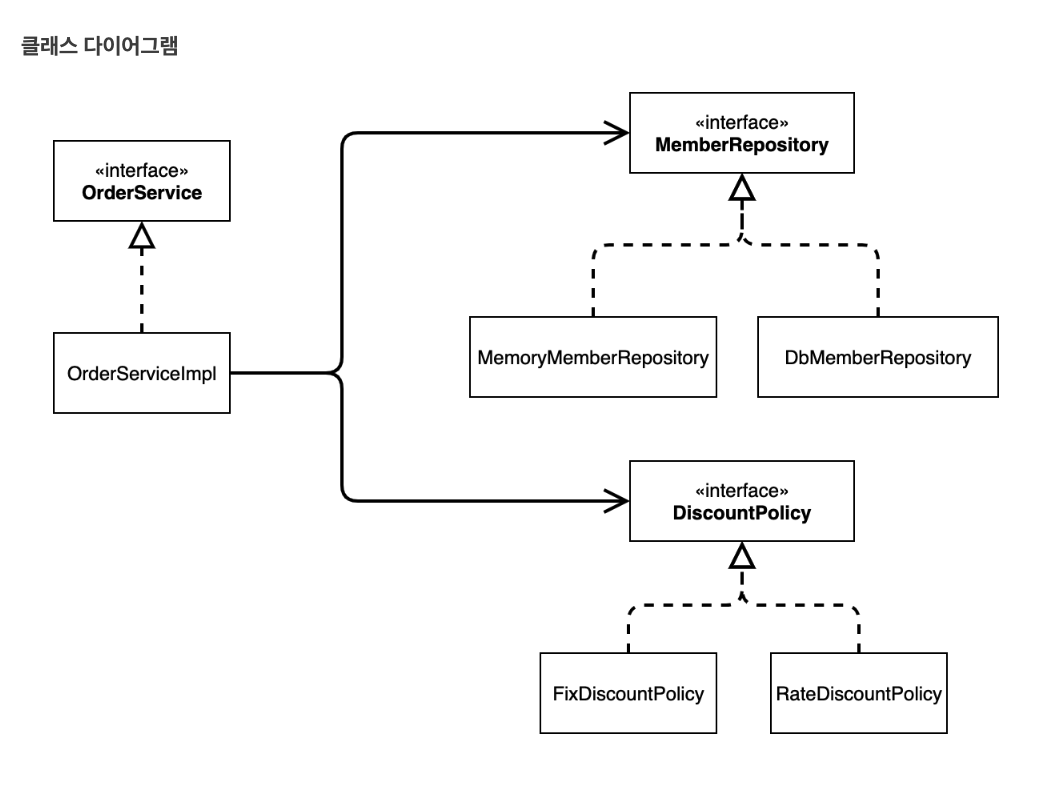 클래스 다이어그램
«interface»
OrderService
OrderServiceImpl
«interface»
MemberRepository
MemoryMemberRepository
DbMemberRepository
«interface»
DiscountPolicy
FixDiscountPolicy
RateDiscountPolicy